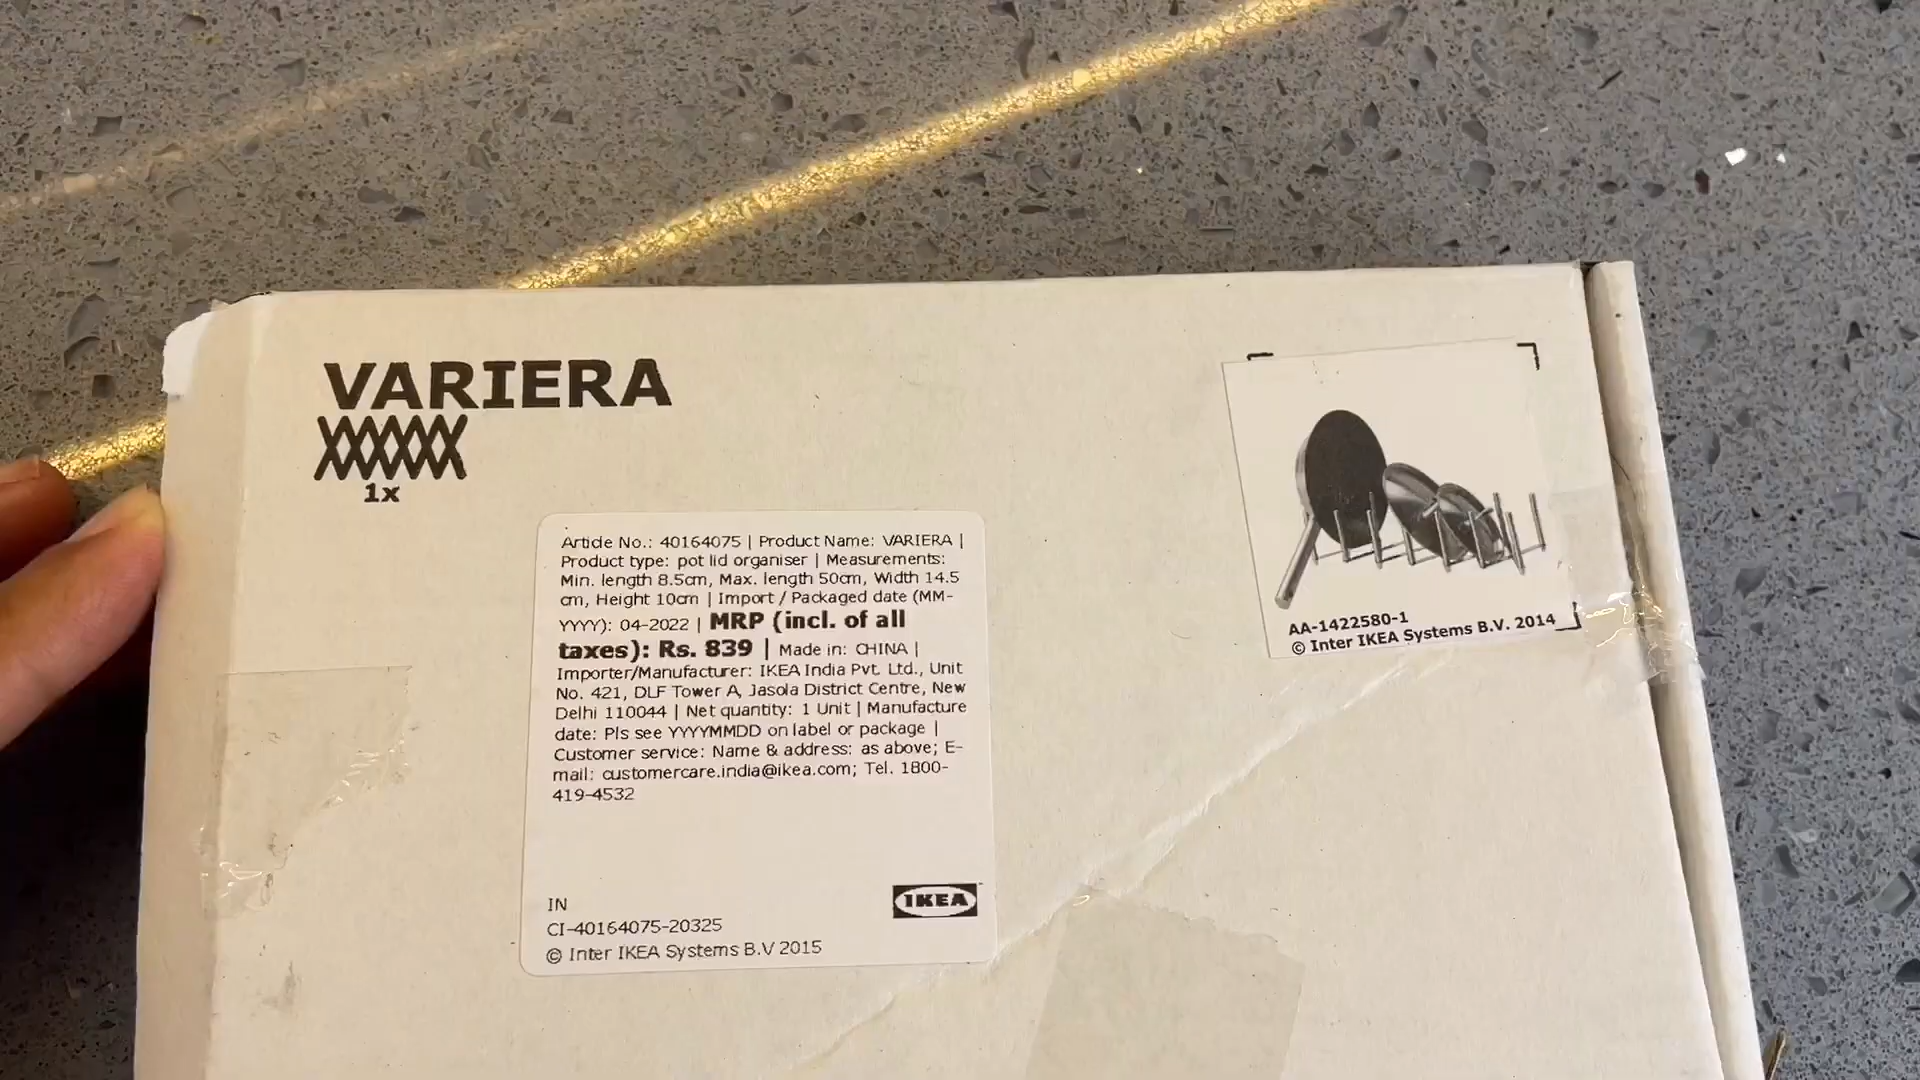 VARIERA
1x
Article No.: 40164075 | Product Name: VARIERA |
Product type: pot lid organiser | Measurements:
Min. length 8.5cm, Max. length 50cm, Width 14.5
cm, Height 10cm | Import / Packaged date (MM-
YYYY): 04-2022 | MRP (incl. of all
taxes): Rs. 839 | Made in: CHINA |
Importer/Manufacturer: IKEA India Pvt. Ltd., Unit
No. 421, DLF Tower A, Jasola District Centre, New
Delhi 110044 | Net quantity: 1 Unit | Manufacture
date: Pls see YYYYMMDD on label or package |
Customer service: Name & address: as above; E-
mail: customercare.india@ikea.com; Tel. 1800-
419-4532
IN
CI-40164075-20325
© Inter IKEA Systems B.V 2015
IKEA
AA-1422580-1
© Inter IKEA Systems B.V. 2014